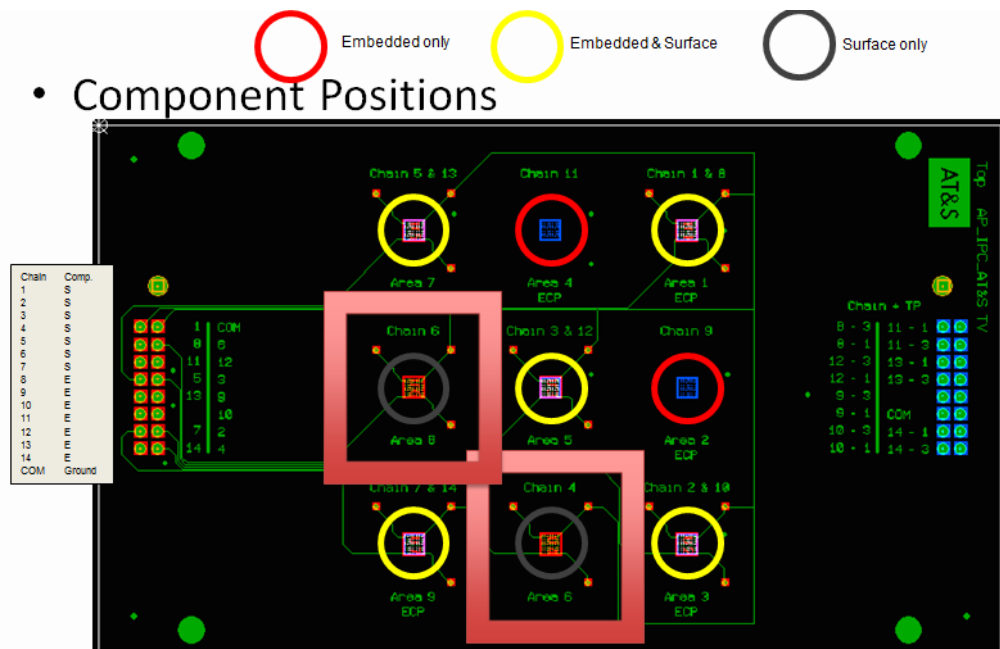 Embedded only
Embedded & Surface
Surface only
• Component Positions
Chain 5 & 13
Chain 11
Chain 1 & 8
Area 7
Area 4
ECP
Area 1
ECP
AT&S
Top AP_IPC_AT&S TV
Chain Comp.
1 S
2 S
3 S
4 S
5 S
6 S
7 S
8 E
9 E
10 E
11 E
12 E
13 E
14 E
COM Ground
1 COM
8 6
11 12
5 3
13 9
10
7 2
14 4
Chain 6
Chain 3 & 12
Chain 9
Area 8
Area 5
Area 2
ECP
Chain + TP
8 - 3 11 - 1
8 - 1 11 - 3
12 - 3 13 - 1
12 - 1 13 - 3
9 - 3
9 - 1 COM
10 - 3 14 - 1
10 - 1 14 - 3
Chain 7 & 14
Chain 4
Chain 2 & 10
Area 9
ECP
Area 6
Area 3
ECP